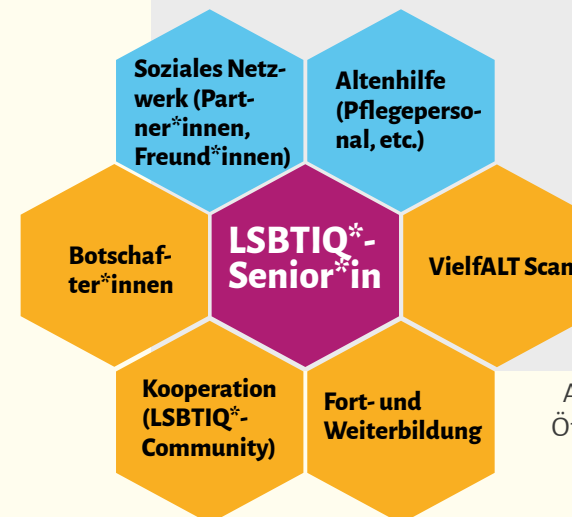 Soziales Netz-
werk (Part-
ner*innen,
Freund*innen)
Altenhilfe
(Pflegeperso-
nal, etc.)
Botschaf-
ter*innen
LSBTIQ*-
Senior*in
VielfALT Scan
Kooperation
(LSBTIQ*-
Community)
Fort- und
Weiterbildung